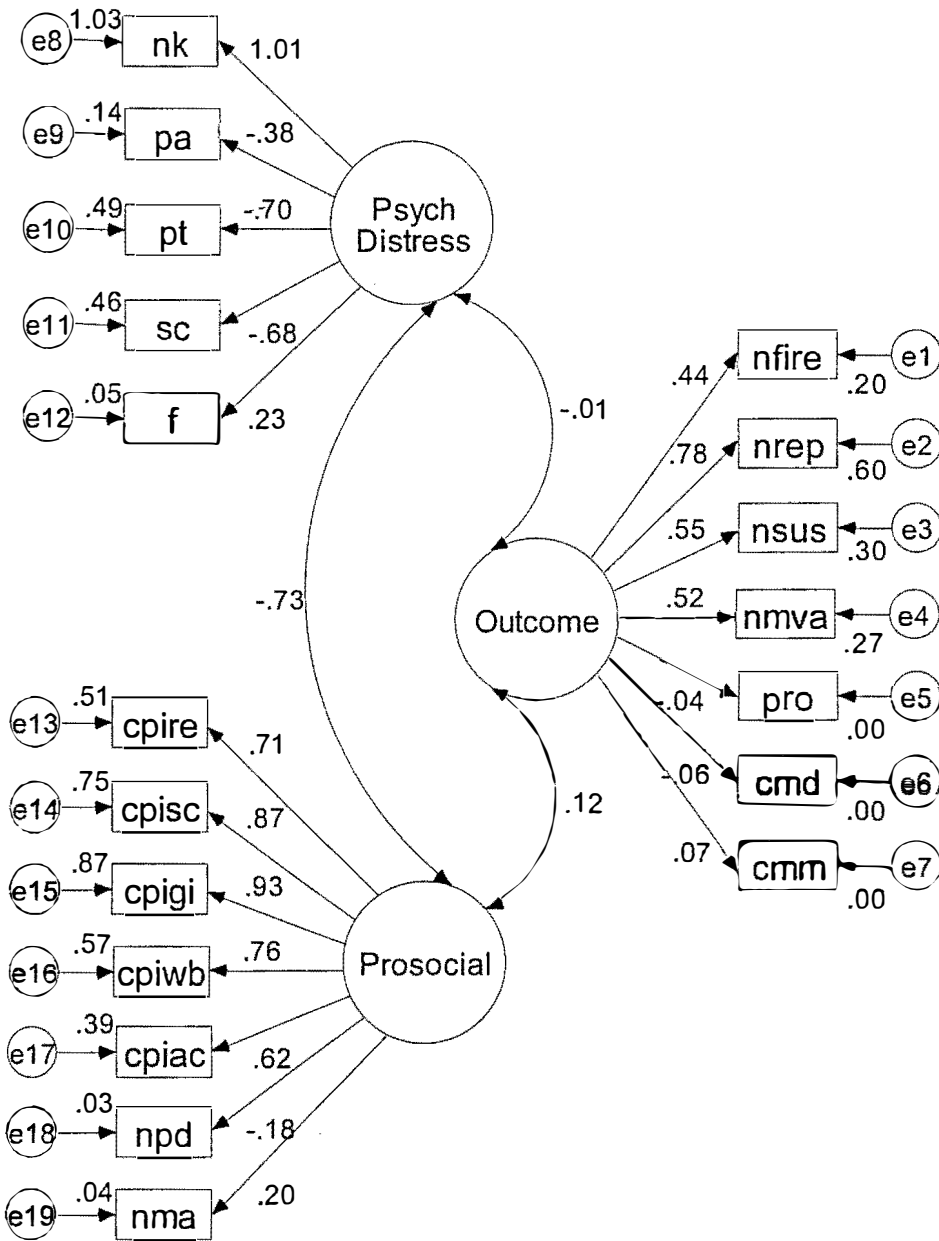 e8 1.03 nk 1.01
e9 .14 pa -.38
e10 .49 pt -.70
e11 .46 sc -.68
e12 .05 f .23
Psych
Distress
-.01
-.73
Outcome
.44 nfire .20 e1
.78 nrep .60 e2
.55 nsus .30 e3
.52 nmva .27 e4
-.04 pro .00 e5
-.06 cmd .00 e6
.07 cmm .00 e7
.12
e13 .51 cpire .71
e14 .75 cpisc .87
e15 .87 cpigi .93
e16 .57 cpiwb .76
e17 .39 cpiac .62
e18 .03 npd -.18
e19 .04 nma .20
Prosocial